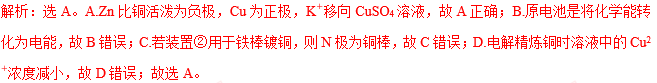 解析：选 A。A.Zn 比铜活泼为负极，Cu 为正极，K⁺移向 CuSO₄ 溶液，故 A 正确；B.原电池是将化学能转
化为电能，故 B 错误；C.若装置②用于铁棒镀铜，则 N 极为铜棒，故 C 错误；D.电解精炼铜时溶液中的 Cu²
⁺浓度减小，故 D 错误；故选 A。